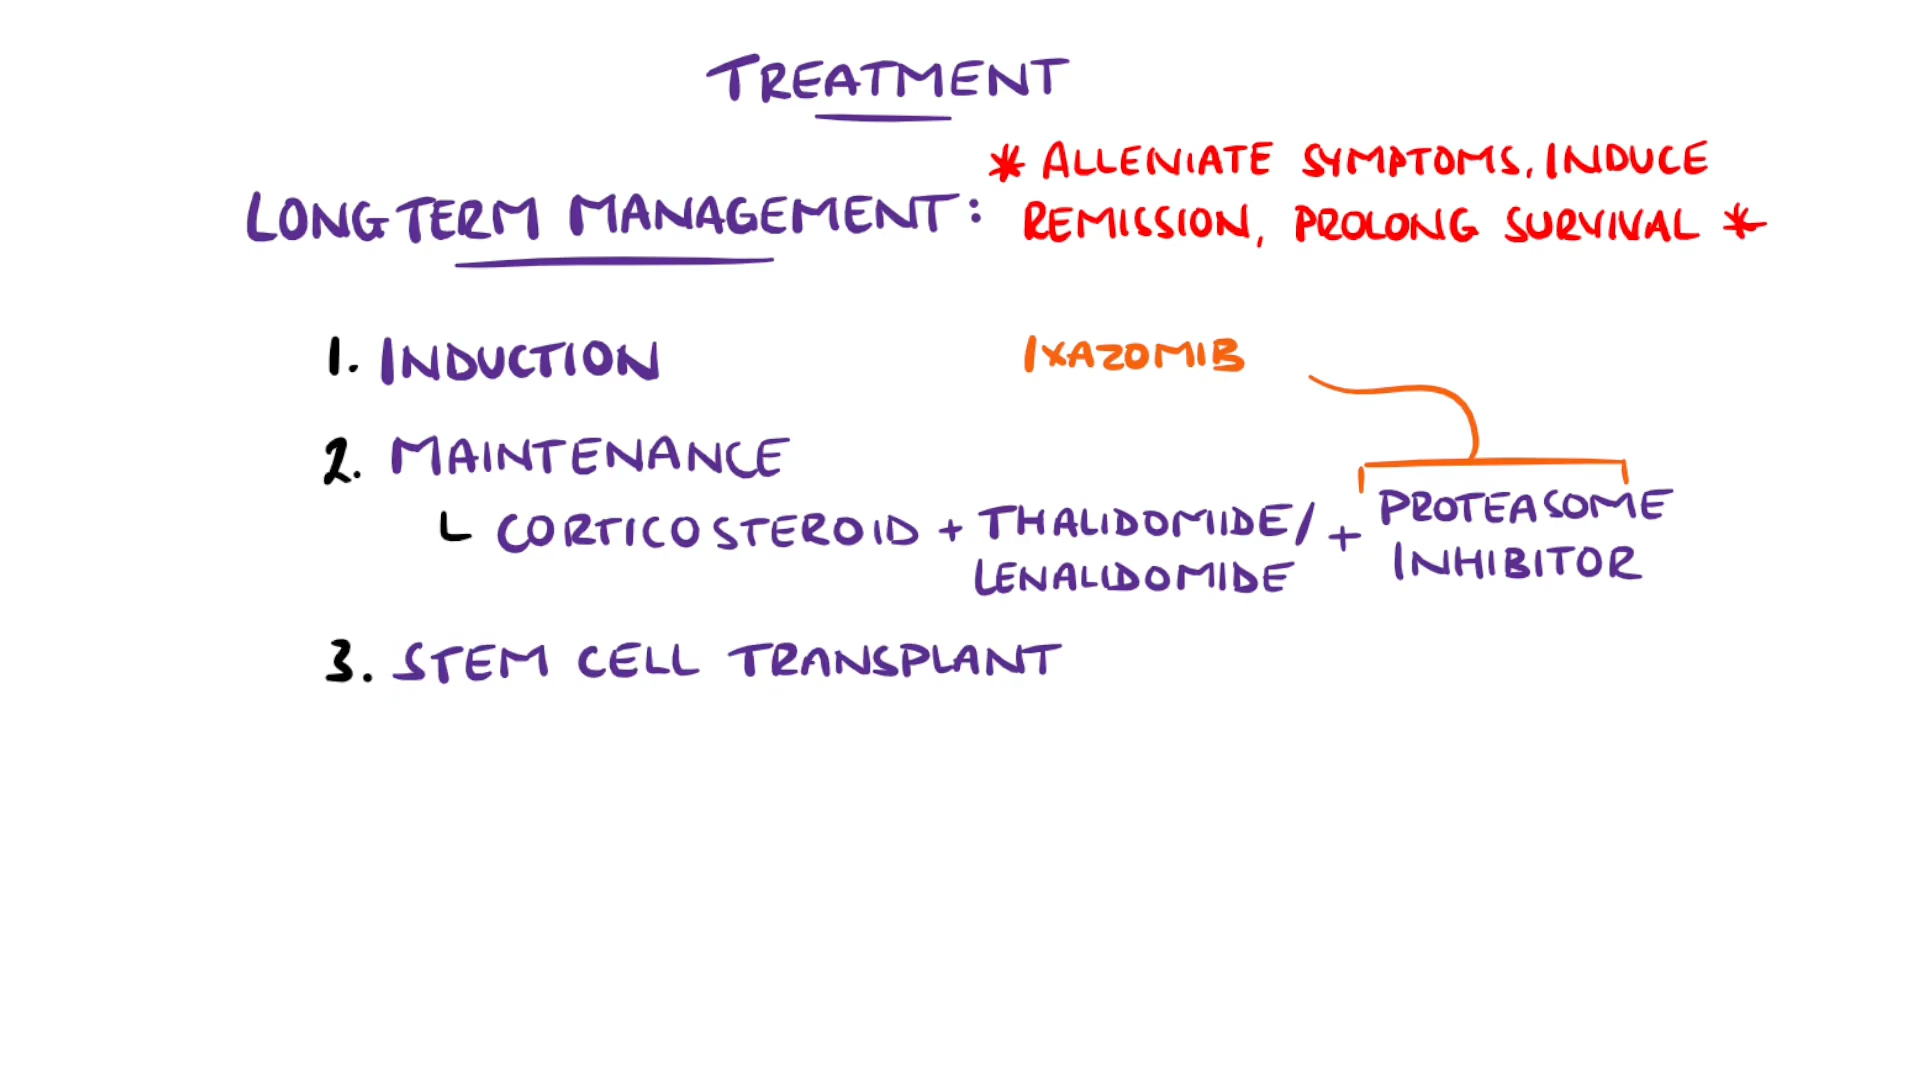 TREATMENT
* ALLENIATE SYMPTOMS, INDUCE
LONG TERM MANAGEMENT:
REMISSION, PROLONG SURVIVAL *
1. INDUCTION
IXAZOMIB
2. MAINTENANCE
CORTICOSTEROID + THALIDOMIDE/ + PROTEASOME
LENALIDOMIDE INHIBITOR
3. STEM CELL TRANSPLANT